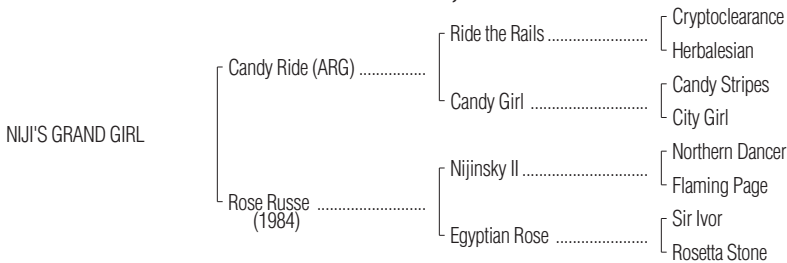 Cryptoclearance
Ride the Rails
Herbalesian
Candy Ride (ARG)
Candy Stripes
Candy Girl
City Girl
NIJI'S GRAND GIRL
Northern Dancer
Nijinsky II
Flaming Page
Rose Russe
(1984)
Sir Ivor
Egyptian Rose
Rosetta Stone